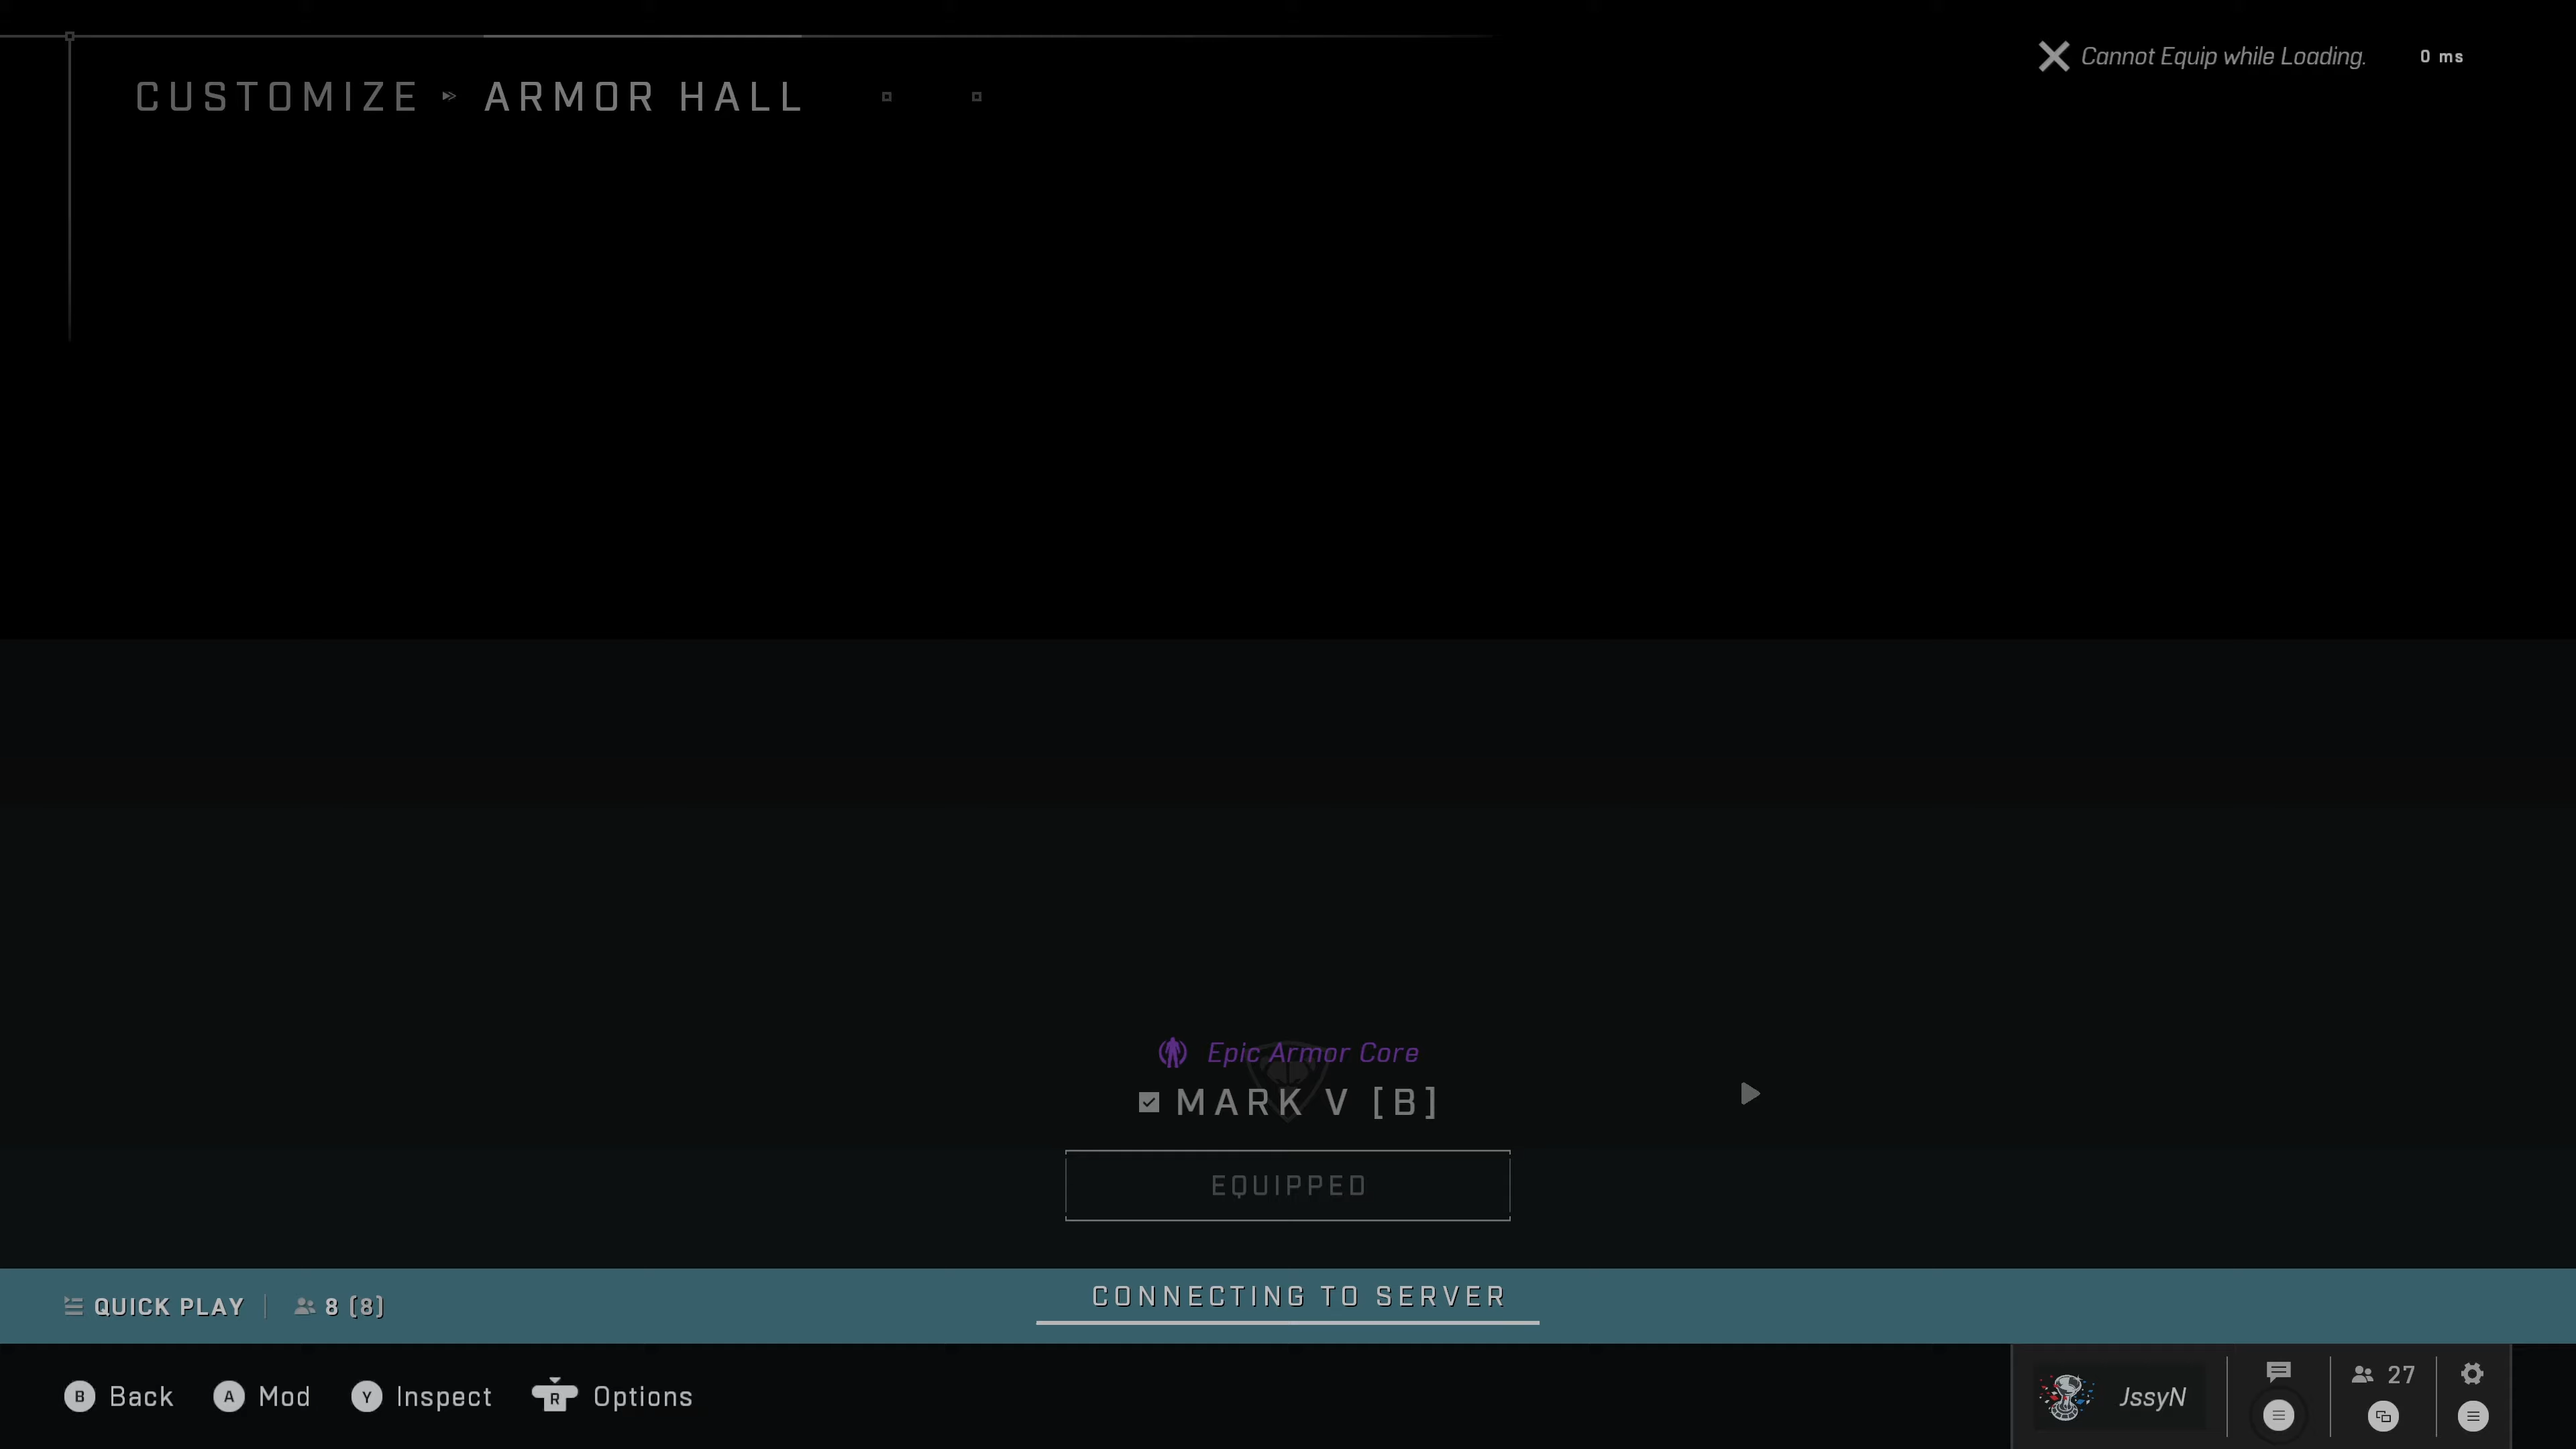 CUSTOMIZE ARMOR HALL
Cannot Equip while Loading. 0 ms
Epic Armor Core
MARK V [B]
EQUIPPED
QUICK PLAY 8 [8] CONNECTING TO SERVER
B Back A Mod Y Inspect R Options
JssyN 27